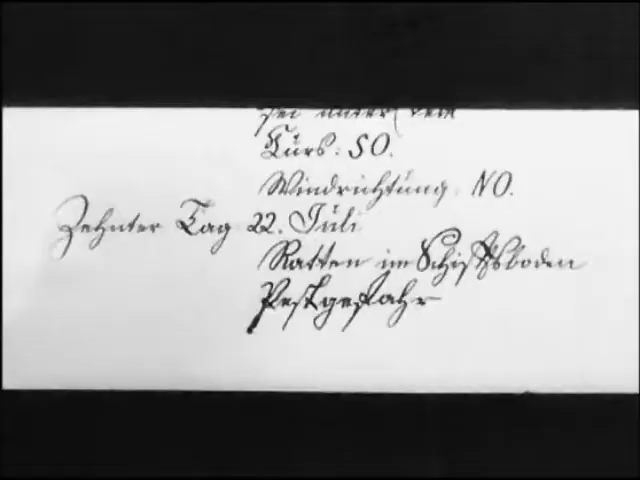 Kurs: SO.
Windrichtung: NO.
Zehnter Tag 22. Juli
Ratten im Schiffsboden
Pestgefahr